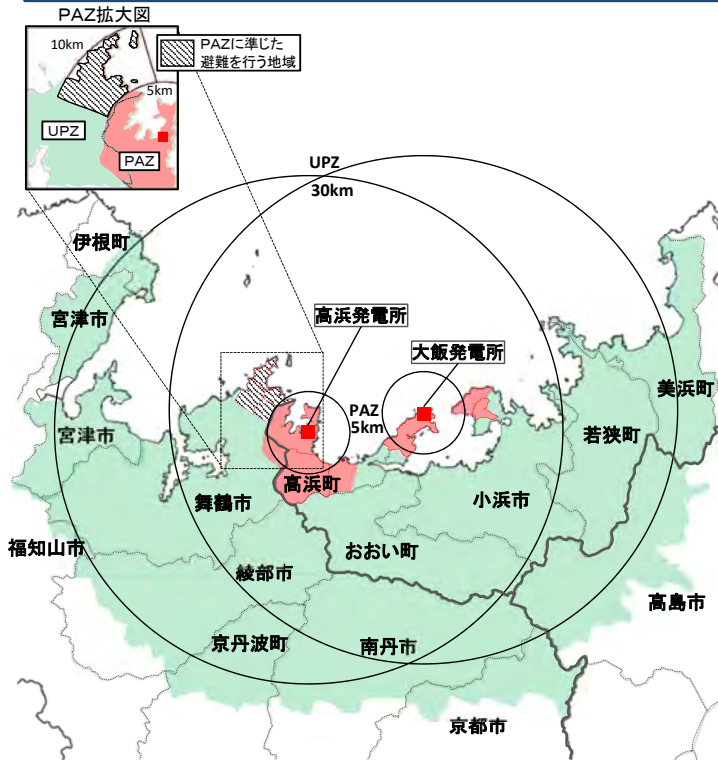 PAZ拡大図
10km
PAZに準じた
避難を行う地域
5km
UPZ
PAZ
UPZ
30km
伊根町
宮津市
高浜発電所
大飯発電所
美浜町
PAZ
5km
宮津市
若狭町
高浜町
小浜市
舞鶴市
福知山市
おおい町
綾部市
高島市
京丹波町
南丹市
京都市